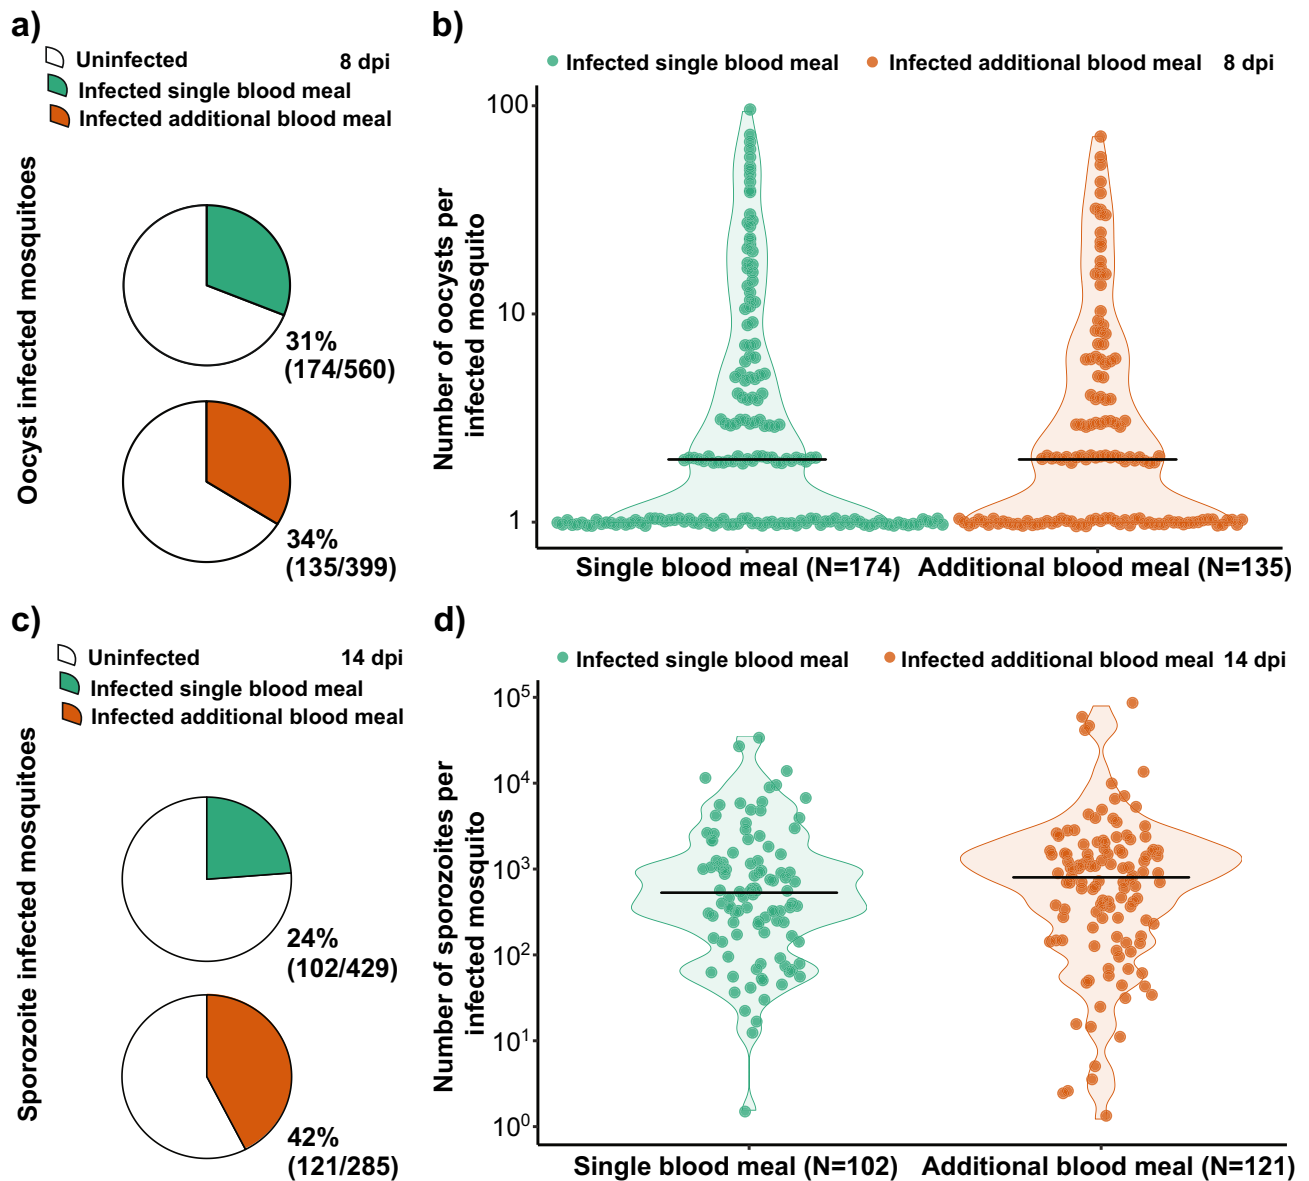 a)
Uninfected 8 dpi
Infected single blood meal
Infected additional blood meal
Oocyst infected mosquitoes
31%
(174/560)
34%
(135/399)
b)
Infected single blood meal Infected additional blood meal 8 dpi
Number of oocysts per
infected mosquito
100
10
1
Single blood meal (N=174) Additional blood meal (N=135)
c)
Uninfected 14 dpi
Infected single blood meal
Infected additional blood meal
Sporozoite infected mosquitoes
24%
(102/429)
42%
(121/285)
d)
Infected single blood meal Infected additional blood meal 14 dpi
Number of sporozoites per
infected mosquito
10⁵
10⁴
10³
10²
10¹
10⁰
Single blood meal (N=102) Additional blood meal (N=121)